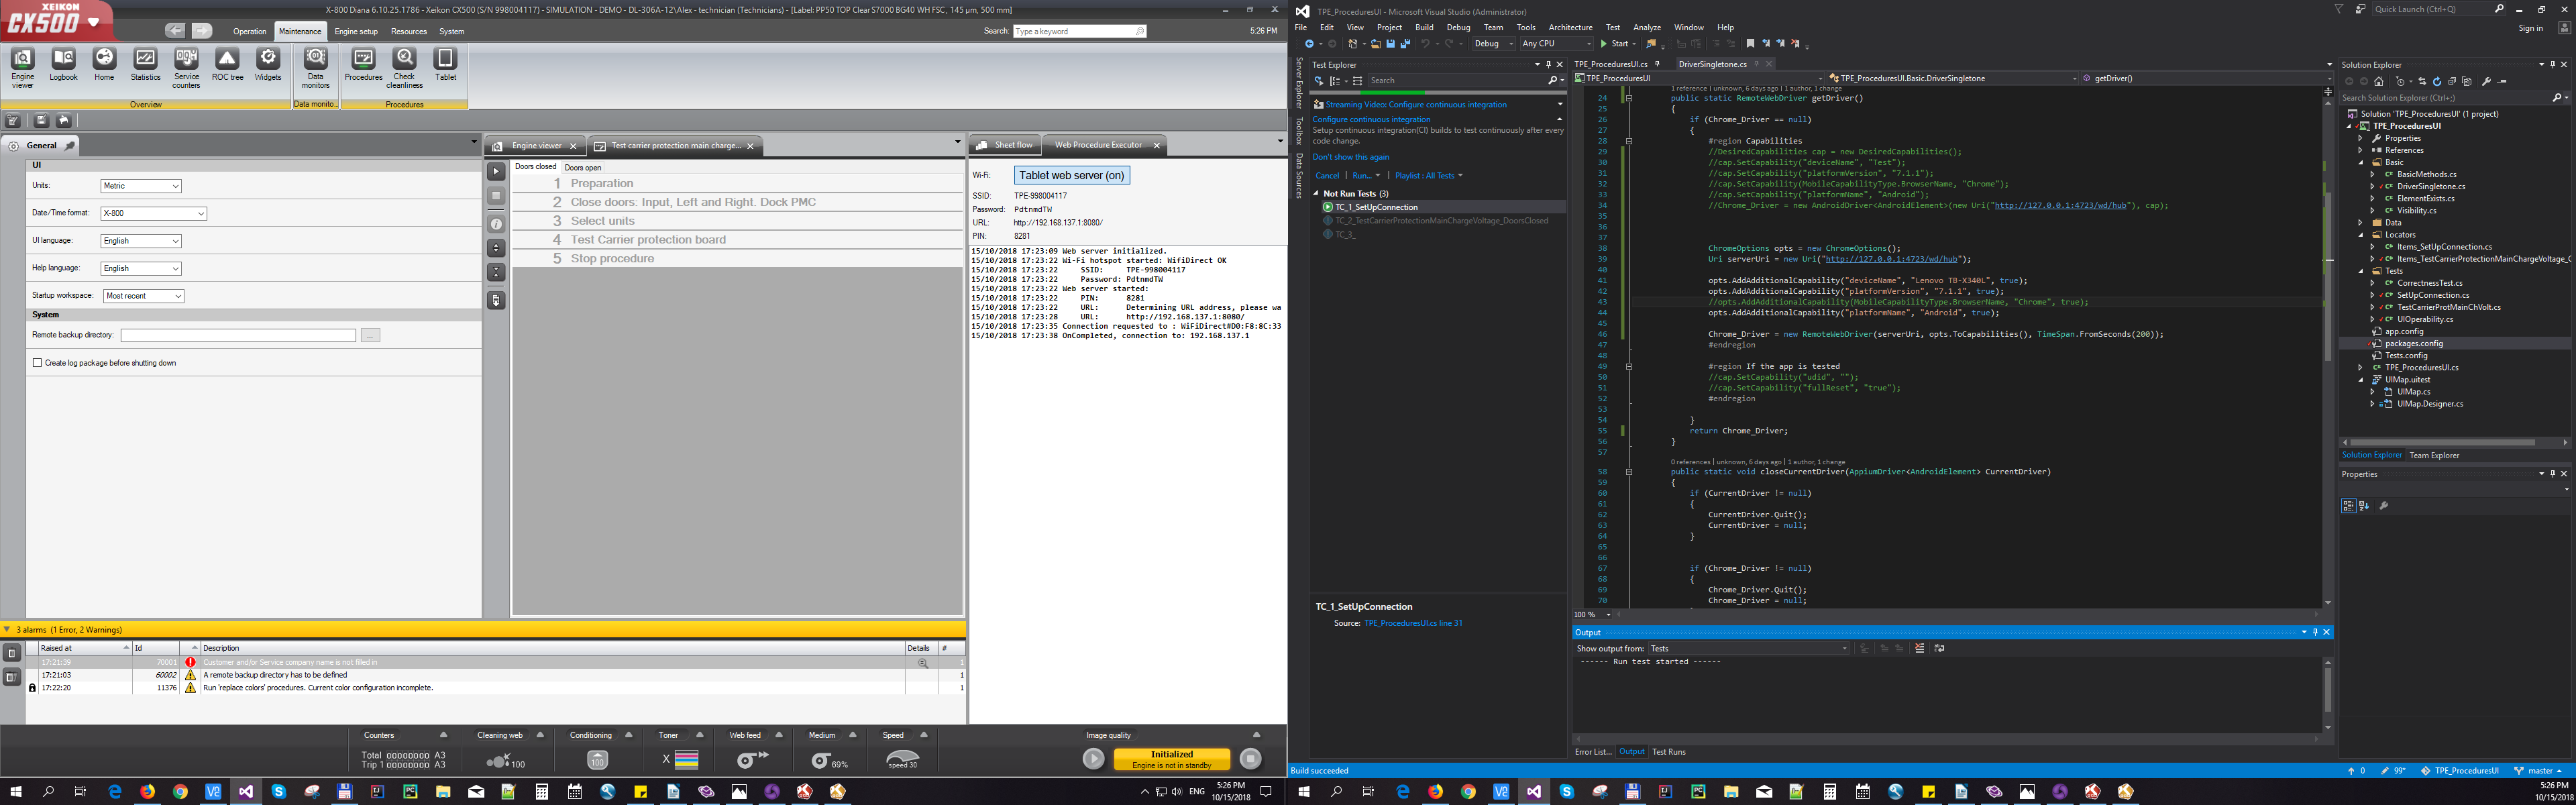 XEIKON
CX500
X-800 Diana 6.10.25.1786 - Xeikon CX500 (S/N 998004117) - SIMULATION - DEMO - DL-306A-12\Alex - technician (Technicians) - [Label: PP50 TOP Clear S7000 BG40 WH FSC, 145 µm, 500 mm]
Operation Maintenance Engine setup Resources System
Search: Type a keyword
5:26 PM
Engine viewer Logbook Home Statistics Service counters ROC tree Widgets Data monitors Procedures Check cleanliness Tablet
Overview Data monito... Procedures
General
UI
Units: Metric
Date/Time format: X-800
UI language: English
Help language: English
Startup workspace: Most recent
System
Remote backup directory: ...
Create log package before shutting down
Engine viewer Test carrier protection main charge...
Doors closed Doors open
1 Preparation
2 Close doors: Input, Left and Right. Dock PMC
3 Select units
4 Test Carrier protection board
5 Stop procedure
Sheet flow Web Procedure Executor
Wi-Fi: Tablet web server (on)
SSID: TPE-998004117
Password: PdtnmdTW
URL: http://192.168.137.1:8080/
PIN: 8281
15/10/2018 17:23:09 Web server initialized.
15/10/2018 17:23:22 Wi-Fi hotspot started: WifiDirect OK
15/10/2018 17:23:22 SSID: TPE-998004117
15/10/2018 17:23:22 Password: PdtnmdTW
15/10/2018 17:23:22 Web server started:
15/10/2018 17:23:22 PIN: 8281
15/10/2018 17:23:22 URL: Determining URL address, please wa
15/10/2018 17:23:28 URL: http://192.168.137.1:8080/
15/10/2018 17:23:35 Connection requested to : WiFiDirect#D0:F8:8C:33
15/10/2018 17:23:38 OnCompleted, connection to: 192.168.137.1
3 alarms (1 Error, 2 Warnings)
Raised at Id Description Details #
17:21:39 70001 Customer and/or Service company name is not filled in 1
17:21:03 60002 A remote backup directory has to be defined 1
17:22:20 11376 Run 'replace colors' procedures. Current color configuration incomplete. 1
Counters Cleaning web Conditioning Toner Web feed Medium Speed Image quality
Total 00000000 A3
Trip 1 00000000 A3
100 100 X 69% speed 30
Initialized
Engine is not in standby
ENG 5:26 PM
10/15/2018
TPE_ProceduresUI - Microsoft Visual Studio (Administrator)
Quick Launch (Ctrl+Q)
File Edit View Project Build Debug Team Tools Architecture Test Analyze Window Help
Sign in
Debug Any CPU Start
Server Explorer
Toolbox
Data Sources
Test Explorer
Search
Streaming Video: Configure continuous integration
Configure continuous integration
Setup continuous integration(CI) builds to test continuously after every
code change.
Don't show this again
Cancel | Run... | Playlist : All Tests
Not Run Tests (3)
TC_1_SetUpConnection
TC_2_TestCarrierProtectionMainChargeVoltage_DoorsClosed
TC_3_
TC_1_SetUpConnection
Source: TPE_ProceduresUI.cs line 31
TPE_ProceduresUI.cs DriverSingletone.cs
TPE_ProceduresUI TPE_ProceduresUI.Basic.DriverSingletone getDriver()
1 reference | unknown, 6 days ago | 1 author, 1 change
24 public static RemoteWebDriver getDriver()
25 {
26 if (Chrome_Driver == null)
27 {
28 #region Capabilities
29 //DesiredCapabilities cap = new DesiredCapabilities();
30 //cap.SetCapability("deviceName", "Test");
31 //cap.SetCapability("platformVersion", "7.1.1");
32 //cap.SetCapability(MobileCapabilityType.BrowserName, "Chrome");
33 //cap.SetCapability("platformName", "Android");
34 //Chrome_Driver = new AndroidDriver<AndroidElement>(new Uri("http://127.0.0.1:4723/wd/hub"), cap);
35
36
37
38 ChromeOptions opts = new ChromeOptions();
39 Uri serverUri = new Uri("http://127.0.0.1:4723/wd/hub");
40
41 opts.AddAdditionalCapability("deviceName", "Lenovo TB-X340L", true);
42 opts.AddAdditionalCapability("platformVersion", "7.1.1", true);
43 //opts.AddAdditionalCapability(MobileCapabilityType.BrowserName, "Chrome", true);
44 opts.AddAdditionalCapability("platformName", "Android", true);
45
46 Chrome_Driver = new RemoteWebDriver(serverUri, opts.ToCapabilities(), TimeSpan.FromSeconds(200));
47 #endregion
48
49 #region If the app is tested
50 //cap.SetCapability("udid", "");
51 //cap.SetCapability("fullReset", "true");
52 #endregion
53
54 }
55 return Chrome_Driver;
56 }
57
0 references | unknown, 6 days ago | 1 author, 1 change
58 public static void closeCurrentDriver(AppiumDriver<AndroidElement> CurrentDriver)
59 {
60 if (CurrentDriver != null)
61 {
62 CurrentDriver.Quit();
63 CurrentDriver = null;
64 }
65
66
67 if (Chrome_Driver != null)
68 {
69 Chrome_Driver.Quit();
70 Chrome_Driver = null;
100 %
Output
Show output from: Tests
------ Run test started ------
Error List... Output Test Runs
Solution Explorer
Search Solution Explorer (Ctrl+;)
Solution 'TPE_ProceduresUI' (1 project)
TPE_ProceduresUI
Properties
References
Basic
BasicMethods.cs
DriverSingletone.cs
ElementExists.cs
Visibility.cs
Data
Locators
Items_SetUpConnection.cs
Items_TestCarrierProtectionMainChargeVoltage_C
Tests
CorrectnessTest.cs
SetUpConnection.cs
TestCarrierProtMainChVolt.cs
UIOperability.cs
app.config
packages.config
Tests.config
TPE_ProceduresUI.cs
UIMap.uitest
UIMap.cs
UIMap.Designer.cs
Solution Explorer Team Explorer
Properties
Build succeeded
0 99* TPE_ProceduresUI master
ENG 5:26 PM
10/15/2018